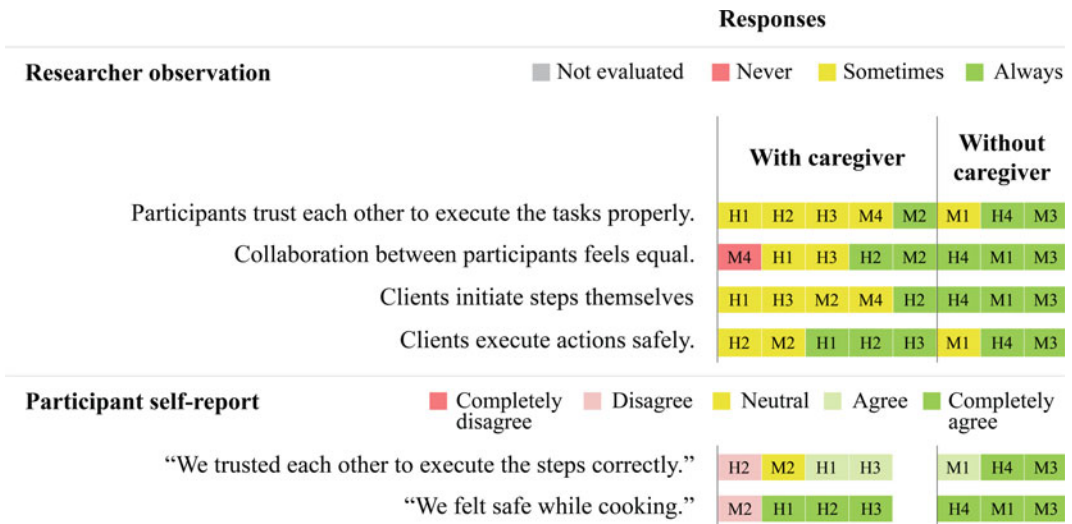 Responses
Researcher observation Not evaluated Never Sometimes Always
With caregiver Without caregiver
Participants trust each other to execute the tasks properly. H1 H2 H3 M4 M2 M1 H4 M3
Collaboration between participants feels equal. M4 H1 H3 H2 M2 H4 M1 M3
Clients initiate steps themselves H1 H3 M2 M4 H2 H4 M1 M3
Clients execute actions safely. H2 M2 H1 H2 H3 M1 H4 M3
Participant self-report Completely disagree Disagree Neutral Agree Completely agree
“We trusted each other to execute the steps correctly.” H2 M2 H1 H3 M1 H4 M3
“We felt safe while cooking.” M2 H1 H2 H3 H4 M1 M3